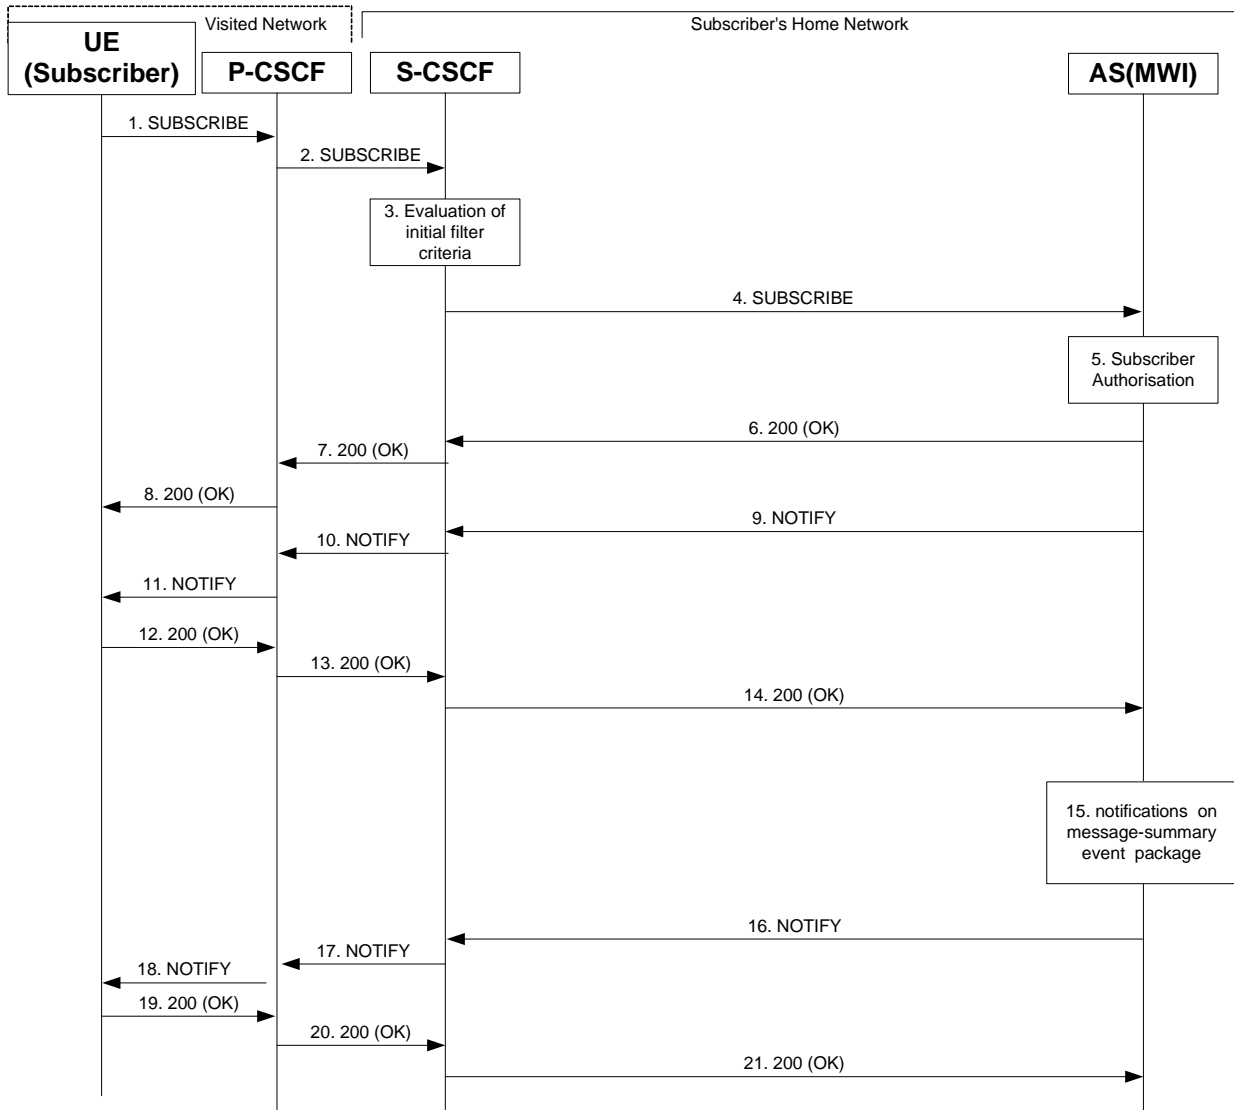 Visited Network
Subscriber's Home Network
UE
(Subscriber)
P-CSCF
S-CSCF
AS(MWI)
1. SUBSCRIBE
2. SUBSCRIBE
3. Evaluation of
initial filter
criteria
4. SUBSCRIBE
5. Subscriber
Authorisation
6. 200 (OK)
7. 200 (OK)
8. 200 (OK)
9. NOTIFY
10. NOTIFY
11. NOTIFY
12. 200 (OK)
13. 200 (OK)
14. 200 (OK)
15. notifications on
message-summary
event package
16. NOTIFY
17. NOTIFY
18. NOTIFY
19. 200 (OK)
20. 200 (OK)
21. 200 (OK)